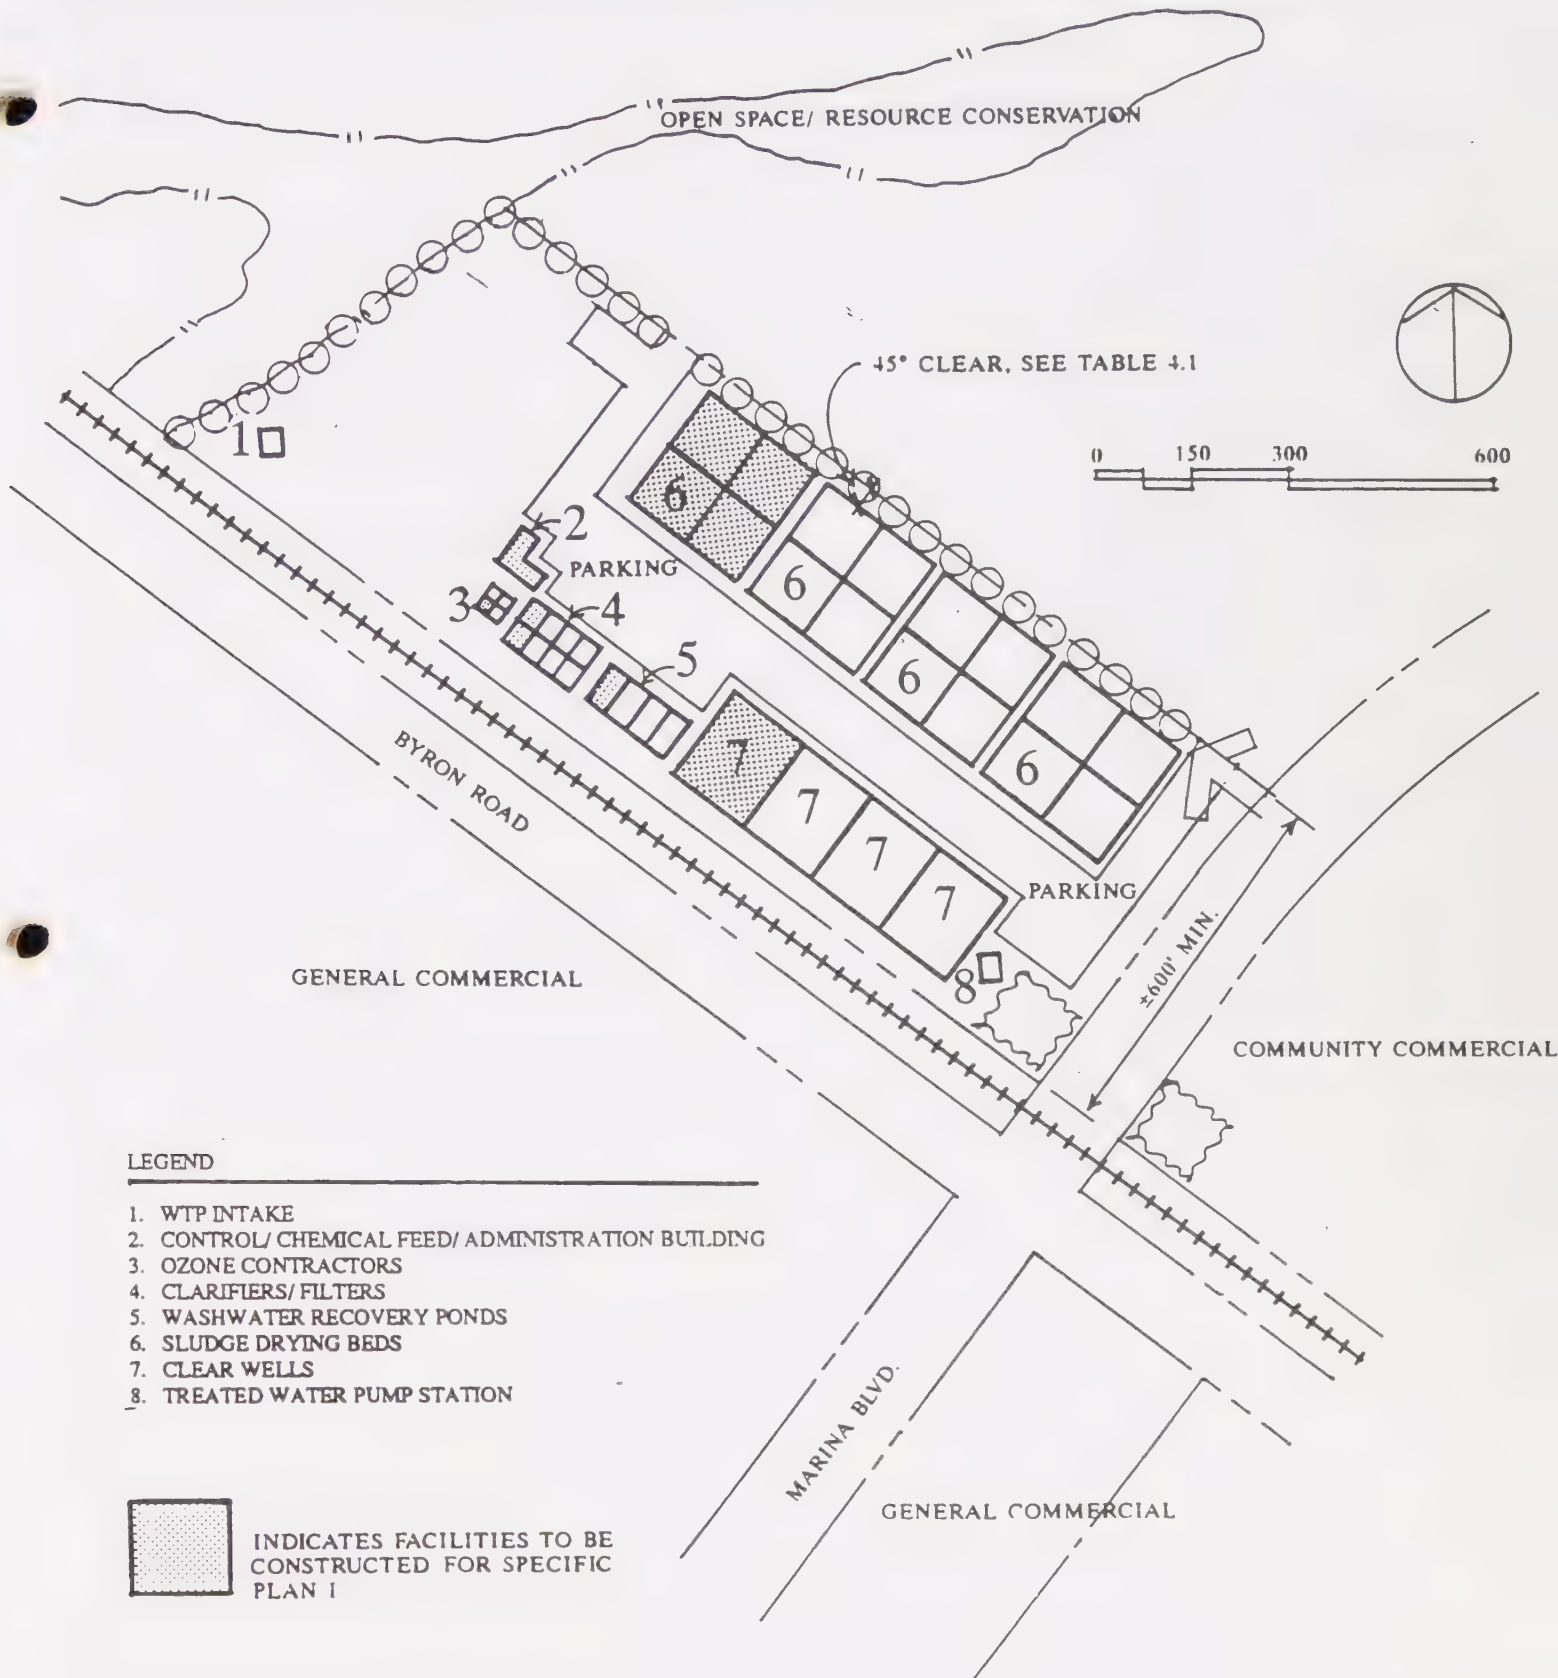 OPEN SPACE/ RESOURCE CONSERVATION
45° CLEAR, SEE TABLE 4.1
0 150 300 600
1
2
PARKING
3
4
5
6
6
6
6
7
7
7
7
8
PARKING
BYRON ROAD
±600' MIN.
GENERAL COMMERCIAL
COMMUNITY COMMERCIAL
LEGEND
1. WTP INTAKE
2. CONTROL/ CHEMICAL FEED/ ADMINISTRATION BUILDING
3. OZONE CONTRACTORS
4. CLARIFIERS/ FILTERS
5. WASHWATER RECOVERY PONDS
6. SLUDGE DRYING BEDS
7. CLEAR WELLS
8. TREATED WATER PUMP STATION
MARINA BLVD.
GENERAL COMMERCIAL
INDICATES FACILITIES TO BE
CONSTRUCTED FOR SPECIFIC
PLAN I